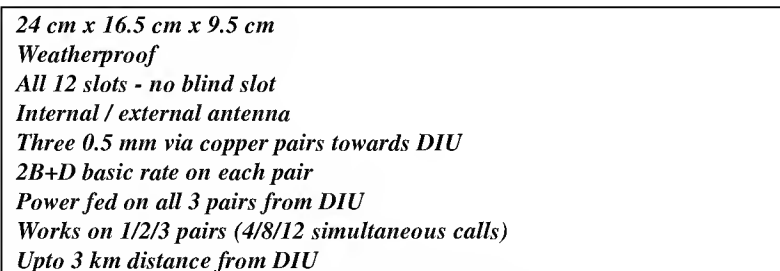 24 cm x 16.5 cm x 9.5 cm
Weatherproof
All 12 slots - no blind slot
Internal / external antenna
Three 0.5 mm via copper pairs towards DIU
2B+D basic rate on each pair
Power fed on all 3 pairs from DIU
Works on 1/2/3 pairs (4/8/12 simultaneous calls)
Upto 3 km distance from DIU